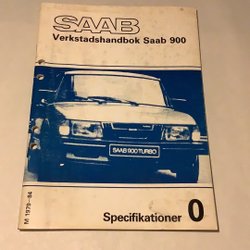 SAAB
Verkstadshandbok Saab 900
SAAB 900 TURBO
M 1979-84
Specifikationer 0